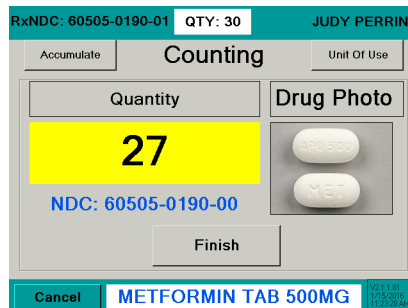 RxNDC: 60505-0190-01 QTY: 30 JUDY PERRIN
Accumulate Counting Unit Of Use
Quantity Drug Photo
27
APO 500
MET
NDC: 60505-0190-00
Finish
Cancel METFORMIN TAB 500MG
V2.1.1.81
1/15/2016
11:23:28 AM